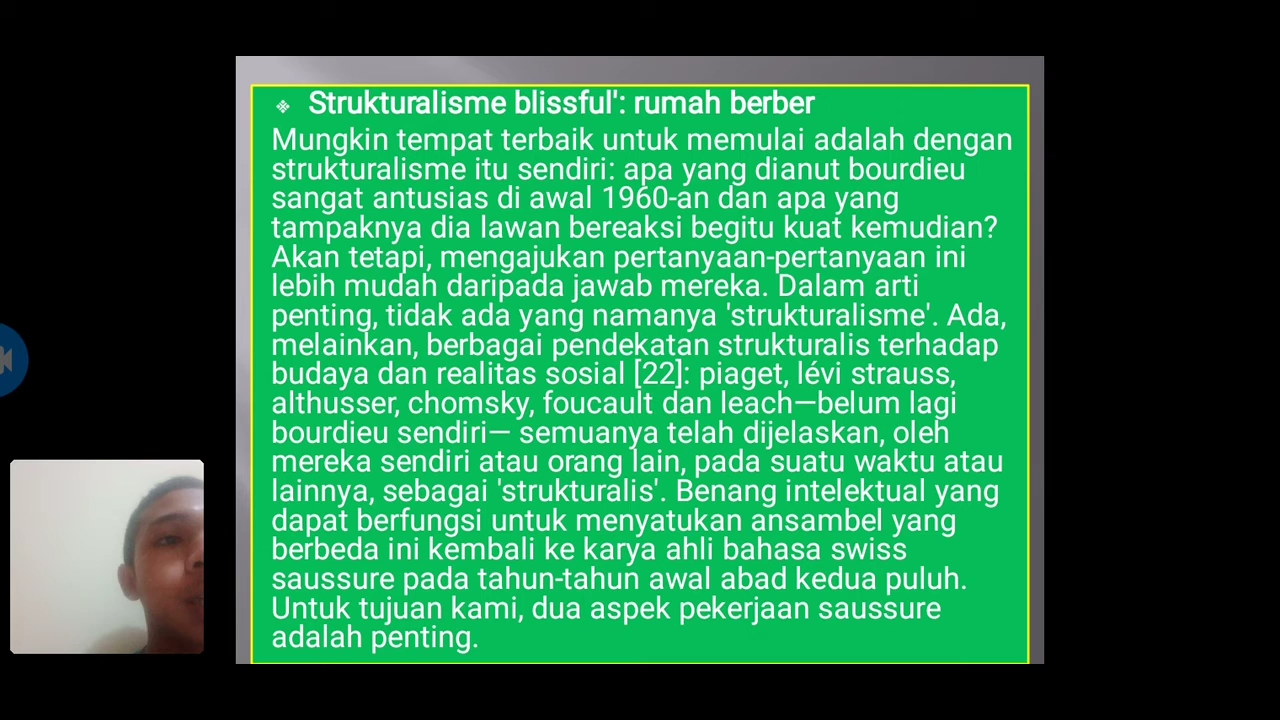 ❖ Strukturalisme blissful': rumah berber
Mungkin tempat terbaik untuk memulai adalah dengan
strukturalisme itu sendiri: apa yang dianut bourdieu
sangat antusias di awal 1960-an dan apa yang
tampaknya dia lawan bereaksi begitu kuat kemudian?
Akan tetapi, mengajukan pertanyaan-pertanyaan ini
lebih mudah daripada jawab mereka. Dalam arti
penting, tidak ada yang namanya 'strukturalisme'. Ada,
melainkan, berbagai pendekatan strukturalis terhadap
budaya dan realitas sosial [22]: piaget, lévi strauss,
althusser, chomsky, foucault dan leach—belum lagi
bourdieu sendiri— semuanya telah dijelaskan, oleh
mereka sendiri atau orang lain, pada suatu waktu atau
lainnya, sebagai 'strukturalis'. Benang intelektual yang
dapat berfungsi untuk menyatukan ansambel yang
berbeda ini kembali ke karya ahli bahasa swiss
saussure pada tahun-tahun awal abad kedua puluh.
Untuk tujuan kami, dua aspek pekerjaan saussure
adalah penting.